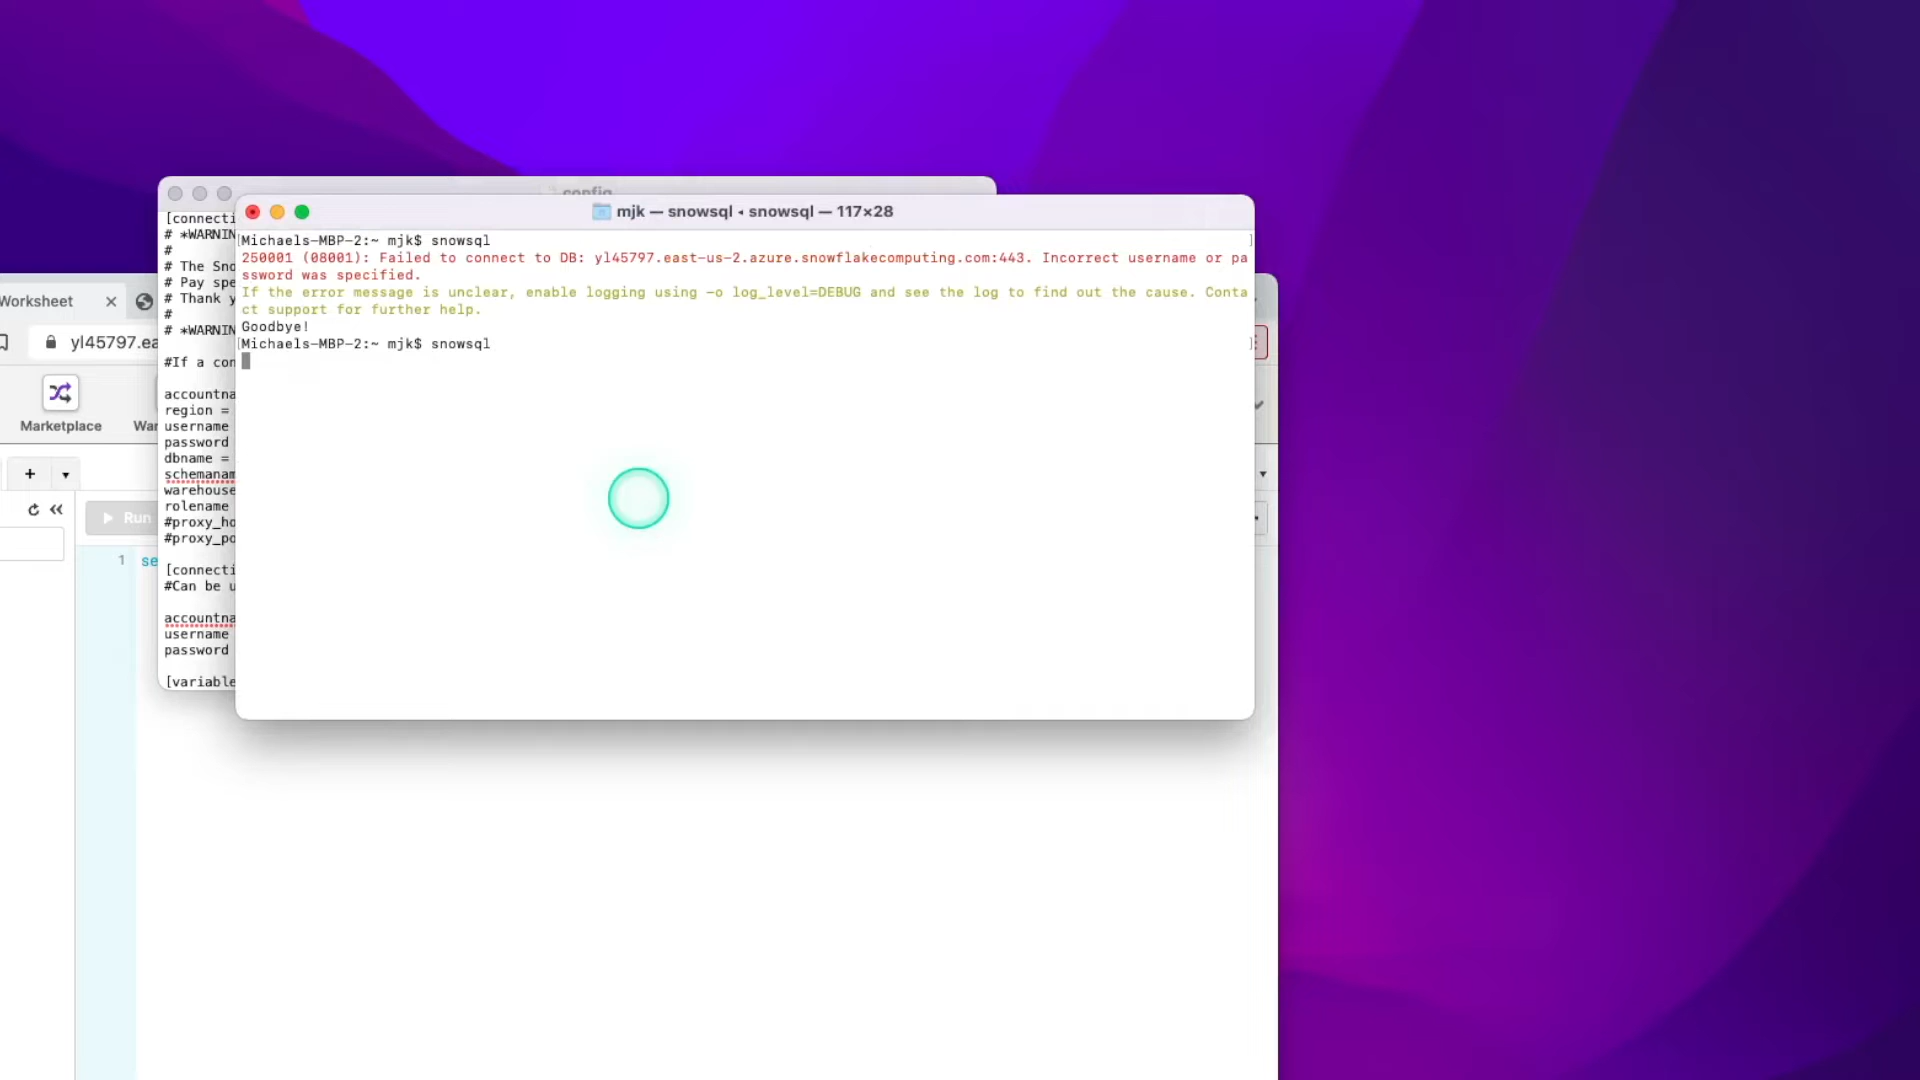 config
mjk — snowsql ◂ snowsql — 117×28
Michaels-MBP-2:~ mjk$ snowsql
250001 (08001): Failed to connect to DB: yl45797.east-us-2.azure.snowflakecomputing.com:443. Incorrect username or pa
ssword was specified.
If the error message is unclear, enable logging using -o log_level=DEBUG and see the log to find out the cause. Conta
ct support for further help.
Goodbye!
Michaels-MBP-2:~ mjk$ snowsql
[connecti
# *WARNIN
#
# The Sno
# Pay spe
# Thank y
#
# *WARNIN
#If a con
accountna
region =
username
password
dbname =
schemanam
warehouse
rolename
#proxy_ho
#proxy_po
[connecti
#Can be u
accountna
username
password
[variable
Worksheet
yl45797.ea
Marketplace
War
Run
1 se